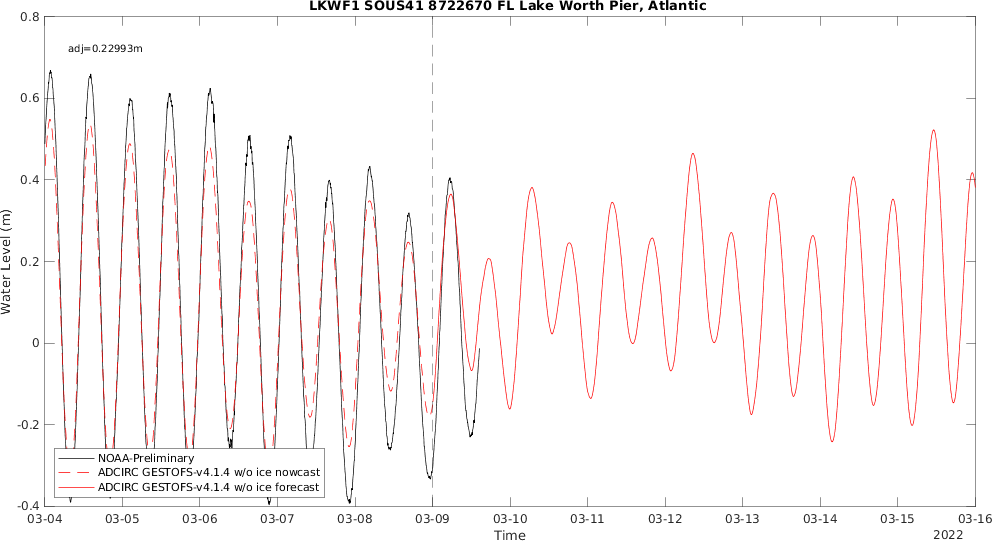 LKWF1 SOUS41 8722670 FL Lake Worth Pier, Atlantic
adj=0.22993m
Water Level (m)
0.8
0.6
0.4
0.2
0
-0.2
-0.4
NOAA-Preliminary
ADCIRC GESTOFS-v4.1.4 w/o ice nowcast
ADCIRC GESTOFS-v4.1.4 w/o ice forecast
03-04 03-05 03-06 03-07 03-08 03-09 03-10 03-11 03-12 03-13 03-14 03-15 03-16
Time
2022